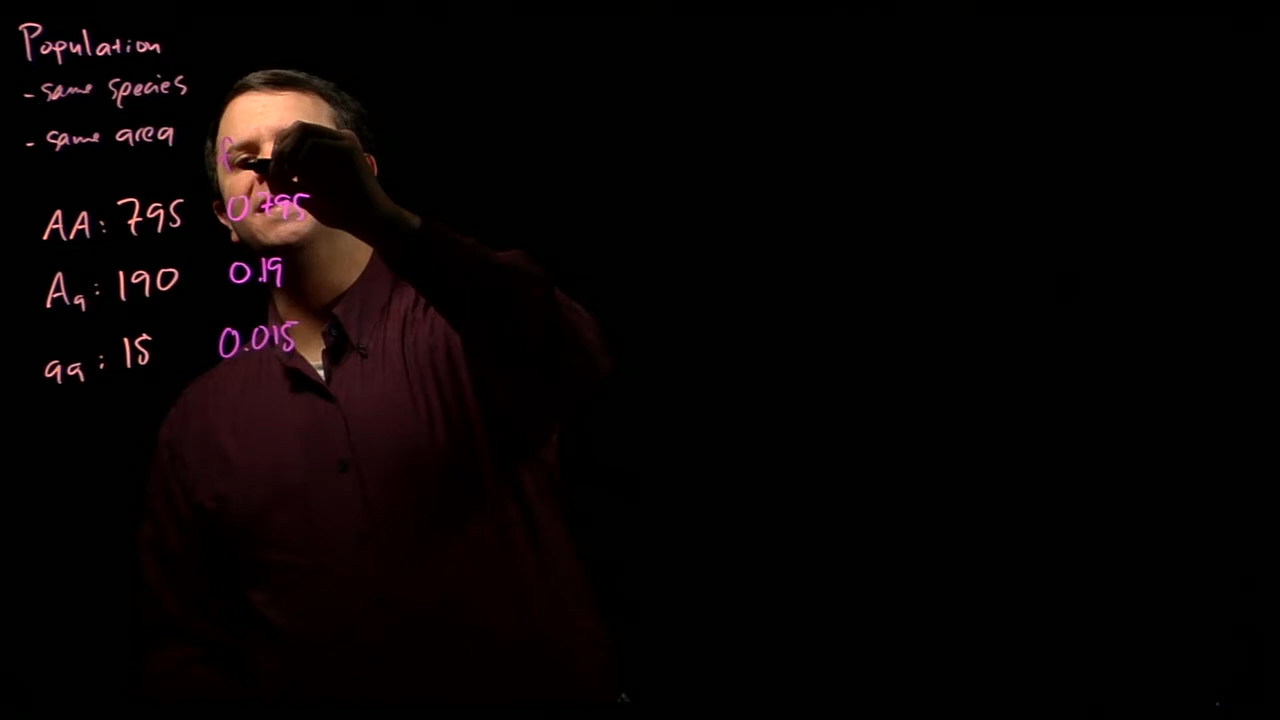 Population
- same species
- same area
AA: 795 0.795
Aa: 190 0.19
aa: 15 0.015